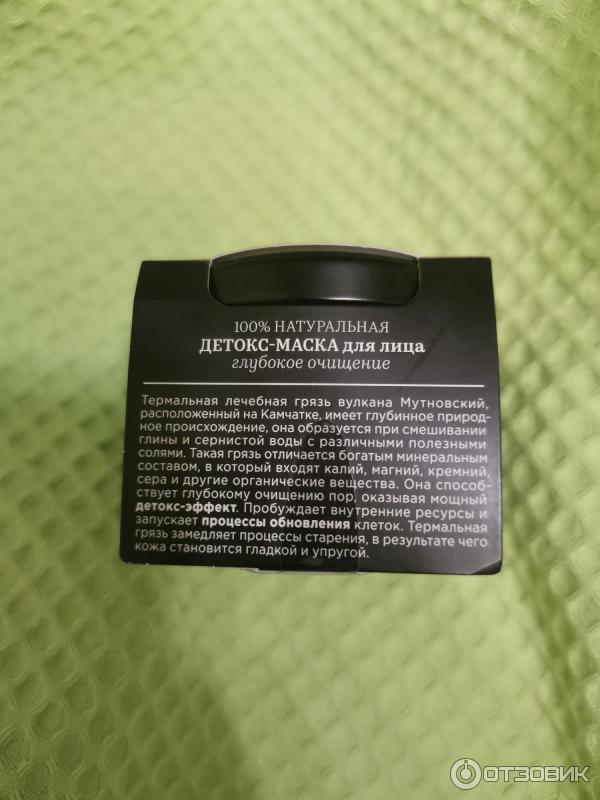 100% НАТУРАЛЬНАЯ
ДЕТОКС-МАСКА для лица
глубокое очищение
Термальная лечебная грязь вулкана Мутновский,
расположенный на Камчатке, имеет глубинное природ-
ное происхождение, она образуется при смешивании
глины и сернистой воды с различными полезными
солями. Такая грязь отличается богатым минеральным
составом, в который входят калий, магний, кремний,
сера и другие органические вещества. Она способ-
ствует глубокому очищению пор, оказывая мощный
детокс-эффект. Пробуждает внутренние ресурсы и
запускает процессы обновления клеток. Термальная
грязь замедляет процессы старения, в результате чего
кожа становится гладкой и упругой.
ОТЗОВИК